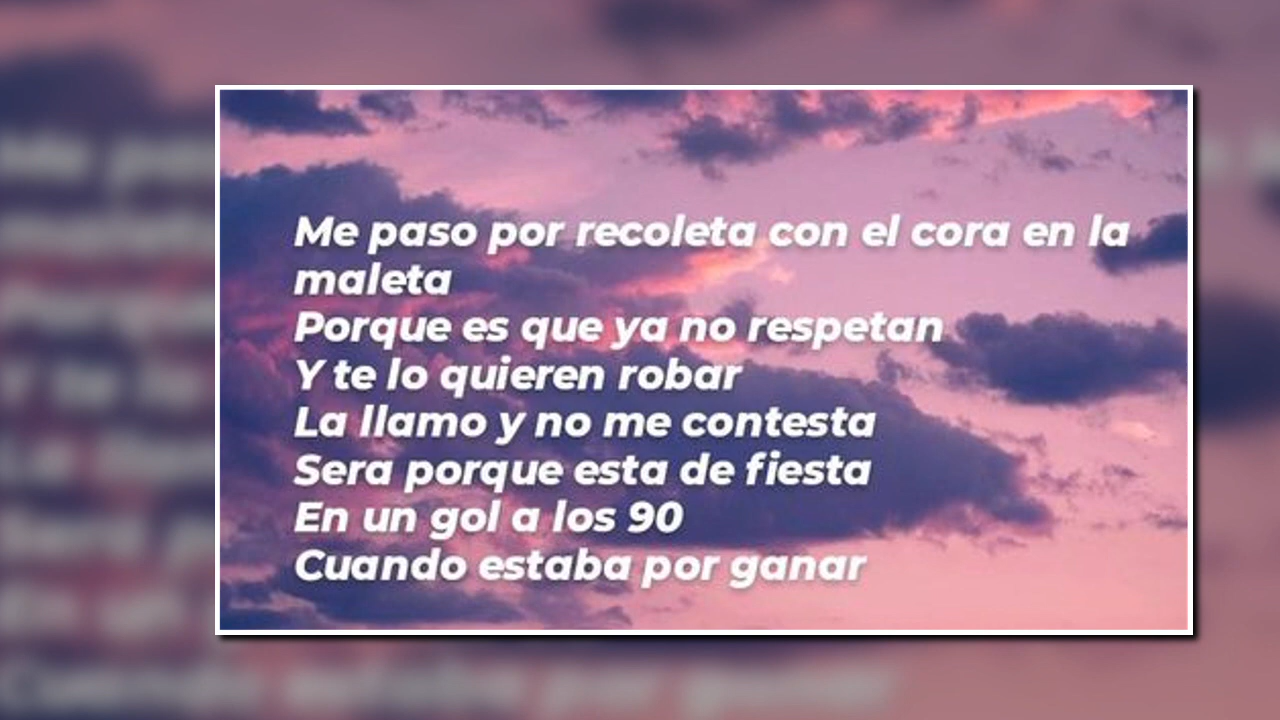 Me paso por recoleta con el cora en la
maleta
Porque es que ya no respetan
Y te lo quieren robar
La llamo y no me contesta
Sera porque esta de fiesta
En un gol a los 90
Cuando estaba por ganar